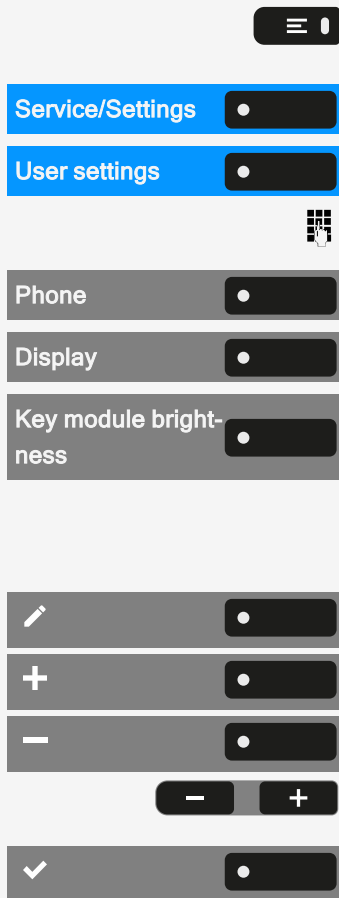 Service/Settings
User settings
Phone
Display
Key module bright-
ness